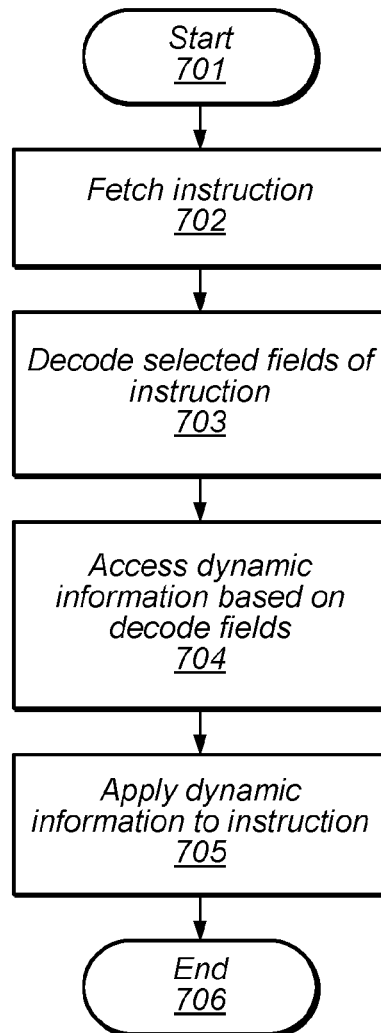 Start
701
Fetch instruction
702
Decode selected fields of
instruction
703
Access dynamic
information based on
decode fields
704
Apply dynamic
information to instruction
705
End
706